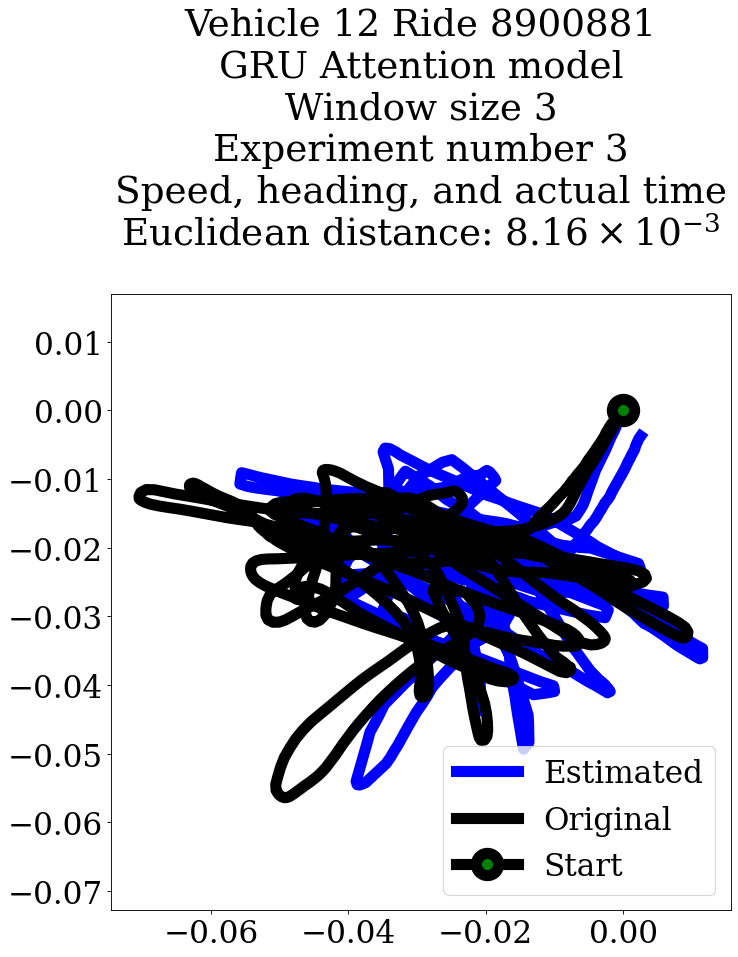 Vehicle 12 Ride 8900881
GRU Attention model
Window size 3
Experiment number 3
Speed, heading, and actual time
Euclidean distance: 8.16 × 10⁻³
0.01
0.00
−0.01
−0.02
−0.03
−0.04
−0.05
−0.06
−0.07
Estimated
Original
Start
−0.06 −0.04 −0.02 0.00